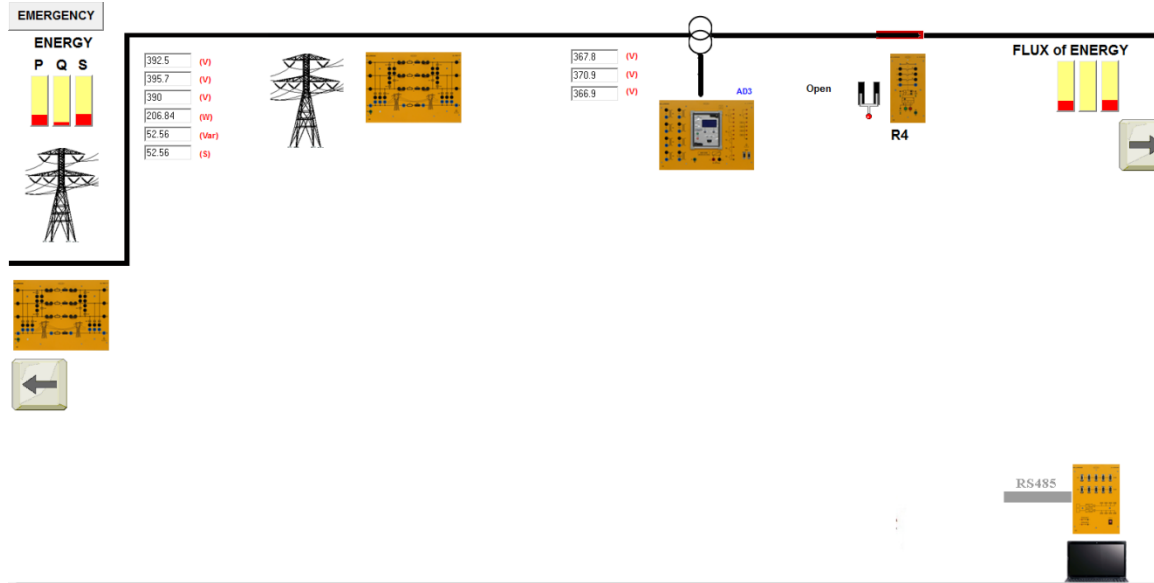 EMERGENCY
ENERGY
P Q S
392.5 (V)
395.7 (V)
390 (V)
206.84 (W)
52.56 (Var)
52.56 (S)
367.8 (V)
370.9 (V)
366.9 (V)
AD3
Open
R4
FLUX of ENERGY
RS485